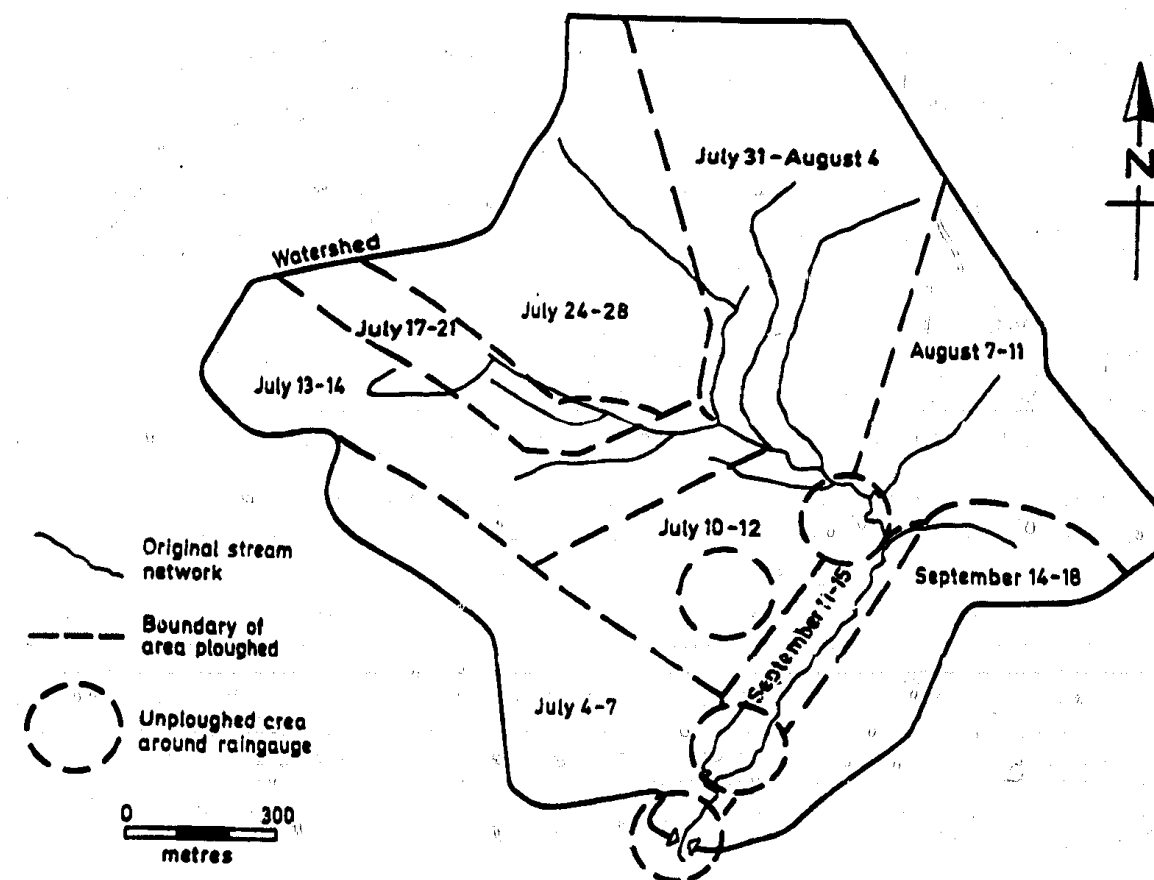 July 31-August 4
N
Watershed
July 24-28
July 17-21
August 7-11
July 13-14
July 10-12
Original stream
network
September 14-18
September 11-15
Boundary of
area ploughed
July 4-7
Unploughed crea
around raingauge
0 300
metres